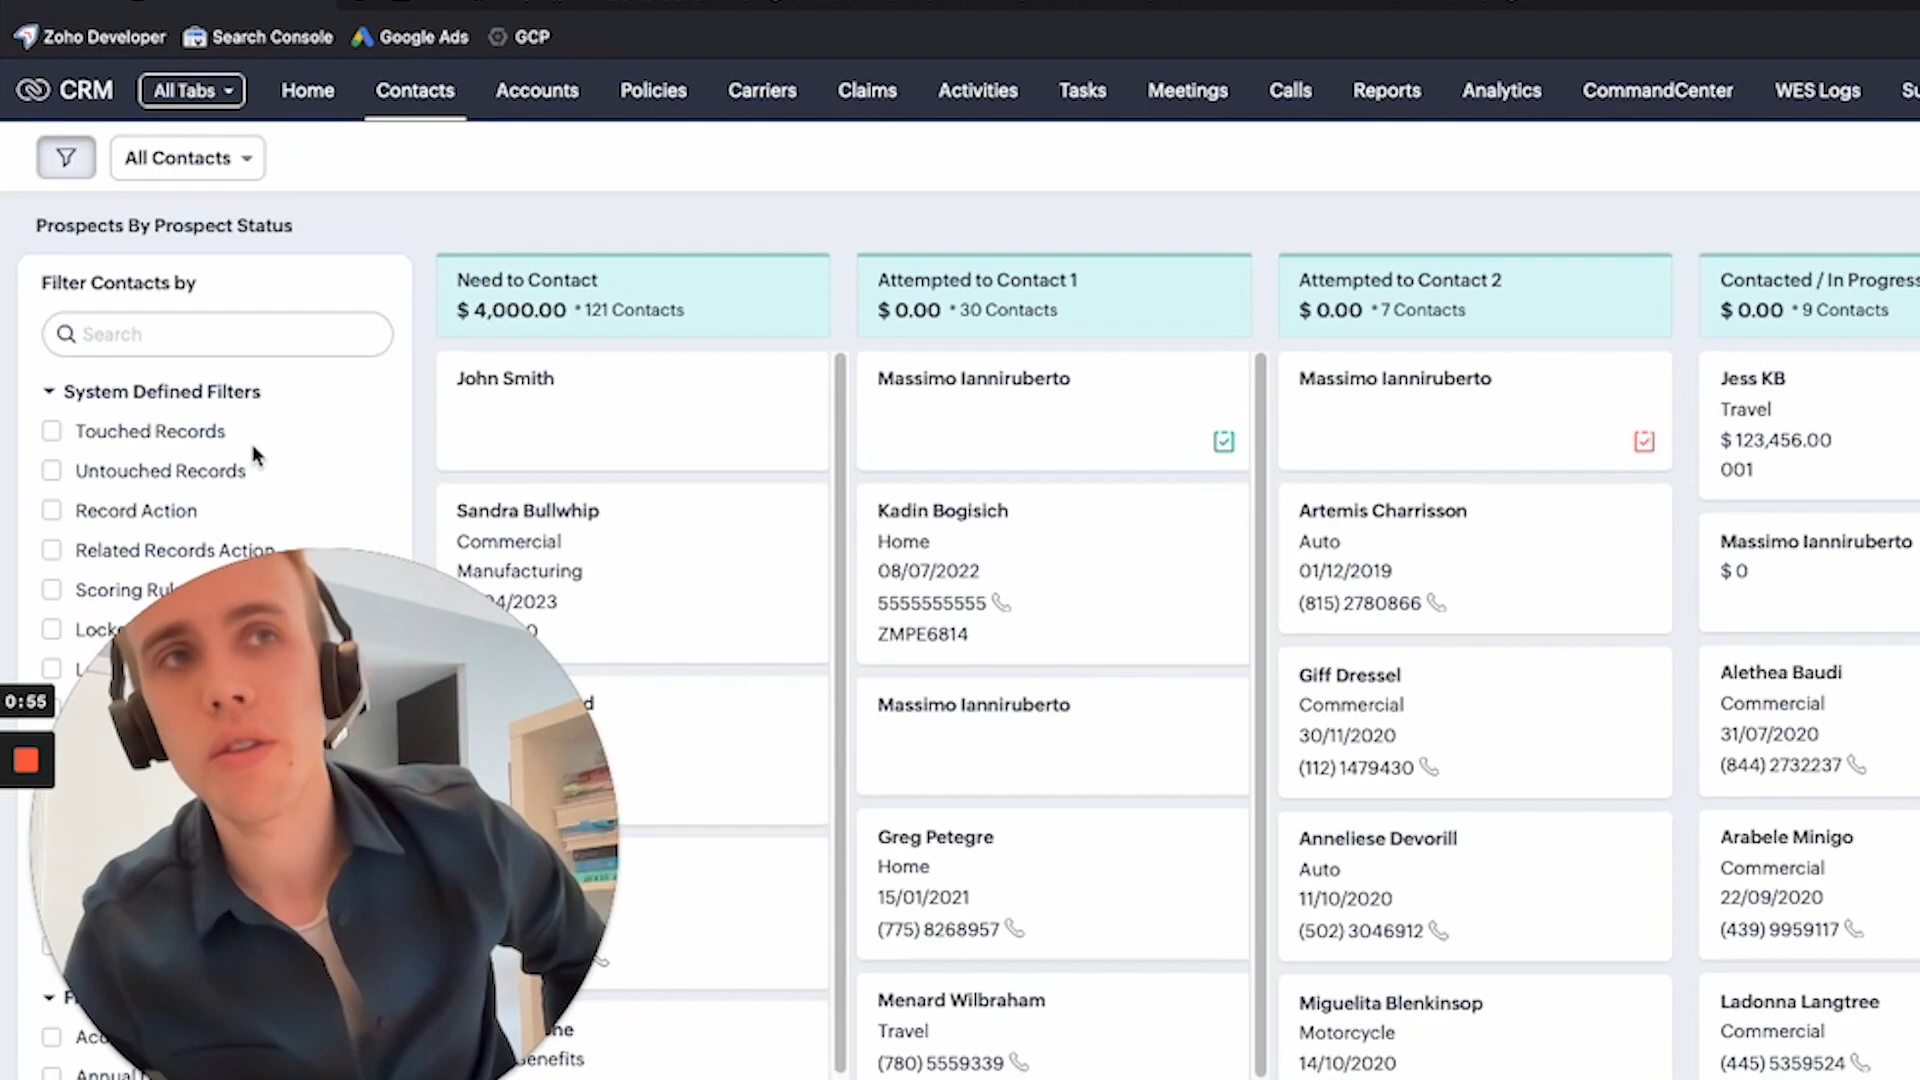 Zoho Developer
Search Console
Google Ads
GCP
CRM
All Tabs
Home
Contacts
Accounts
Policies
Carriers
Claims
Activities
Tasks
Meetings
Calls
Reports
Analytics
CommandCenter
WES Logs
All Contacts
Prospects By Prospect Status
Filter Contacts by
Search
System Defined Filters
Touched Records
Untouched Records
Record Action
Related Records Action
Scoring
0:55
Need to Contact
$ 4,000.00 * 121 Contacts
John Smith
Sandra Bullwhip
Commercial
Manufacturing
04/2023
enefits
Attempted to Contact 1
$ 0.00 * 30 Contacts
Massimo Ianniruberto
Kadin Bogisich
Home
08/07/2022
5555555555
ZMPE6814
Massimo Ianniruberto
Greg Petegre
Home
15/01/2021
(775) 8268957
Menard Wilbraham
Travel
(780) 5559339
Attempted to Contact 2
$ 0.00 * 7 Contacts
Massimo Ianniruberto
Artemis Charrisson
Auto
01/12/2019
(815) 2780866
Giff Dressel
Commercial
30/11/2020
(112) 1479430
Anneliese Devorill
Auto
11/10/2020
(502) 3046912
Miguelita Blenkinsop
Motorcycle
14/10/2020
Contacted / In Progress
$ 0.00 * 9 Contacts
Jess KB
Travel
$ 123,456.00
001
Massimo Ianniruberto
$ 0
Alethea Baudi
Commercial
31/07/2020
(844) 2732237
Arabele Minigo
Commercial
22/09/2020
(439) 9959117
Ladonna Langtree
Commercial
(445) 5359524